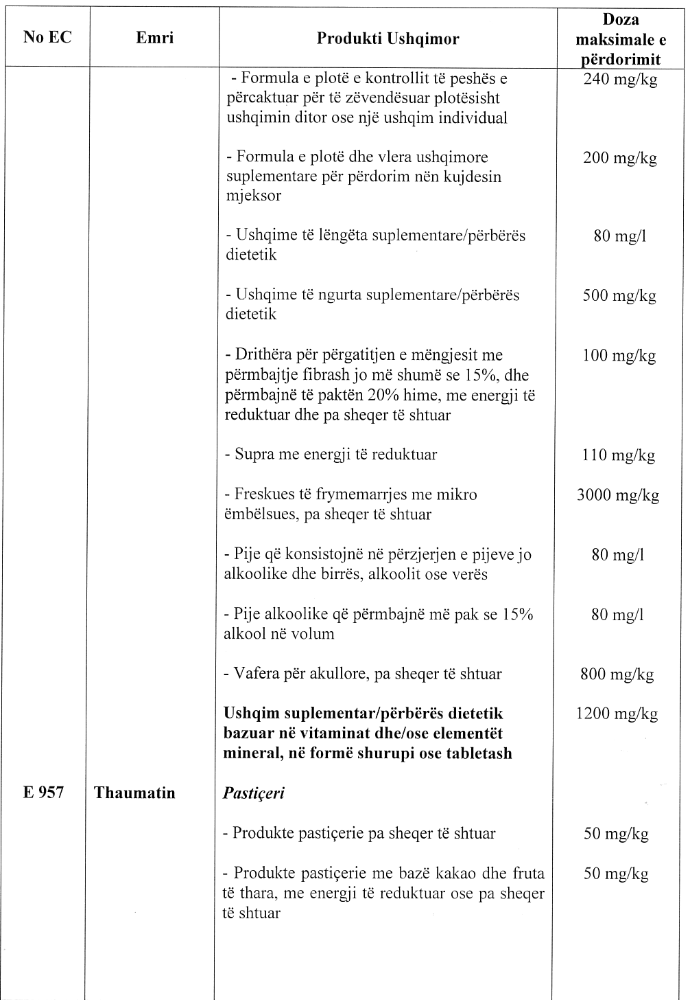 No EC Emri Produkti Ushqimor Doza
maksimale e
përdorimit
- Formula e plotë e kontrollit të peshës e 240 mg/kg
përcaktuar për të zëvendësuar plotësisht
ushqimin ditor ose një ushqim individual
- Formula e plotë dhe vlera ushqimore 200 mg/kg
suplementare për përdorim nën kujdesin
mjeksor
- Ushqime të lëngëta suplementare/përbërës 80 mg/l
dietetik
- Ushqime të ngurta suplementare/përbërës 500 mg/kg
dietetik
- Drithëra për përgatitjen e mëngjesit me 100 mg/kg
përmbajtje fibrash jo më shumë se 15%, dhe
përmbajnë të paktën 20% hime, me energji të
reduktuar dhe pa sheqer të shtuar
- Supra me energji të reduktuar 110 mg/kg
- Freskues të frymemarrjes me mikro 3000 mg/kg
ëmbëlsues, pa sheqer të shtuar
- Pije që konsistojnë në përzjerjen e pijeve jo 80 mg/l
alkoolike dhe birrës, alkoolit ose verës
- Pije alkoolike që përmbajnë më pak se 15% 80 mg/l
alkool në volum
- Vafera për akullore, pa sheqer të shtuar 800 mg/kg
Ushqim suplementar/përbërës dietetik 1200 mg/kg
bazuar në vitaminat dhe/ose elementët
mineral, në formë shurupi ose tabletash
E 957 Thaumatin Pastiçeri
- Produkte pastiçerie pa sheqer të shtuar 50 mg/kg
- Produkte pastiçerie me bazë kakao dhe fruta 50 mg/kg
të thara, me energji të reduktuar ose pa sheqer
të shtuar